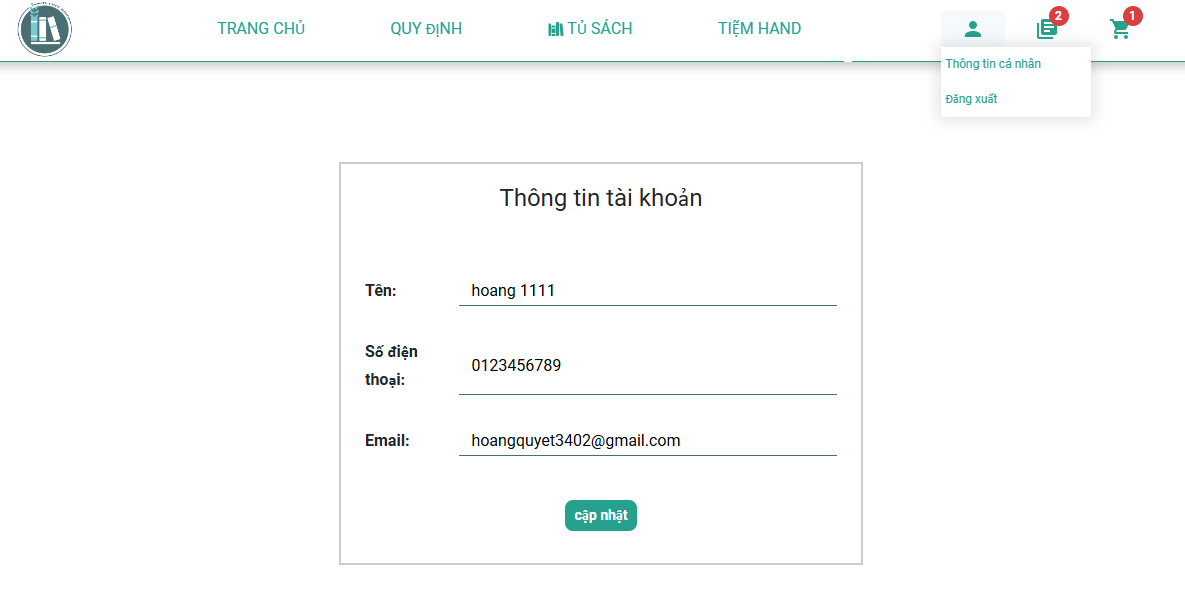 TRANG CHỦ
QUY ĐỊNH
TỦ SÁCH
TIỆM HAND
2
1
Thông tin cá nhân
Đăng xuất
Thông tin tài khoản
Tên:
hoang 1111
Số điện
thoại:
0123456789
Email:
hoangquyet3402@gmail.com
cập nhật